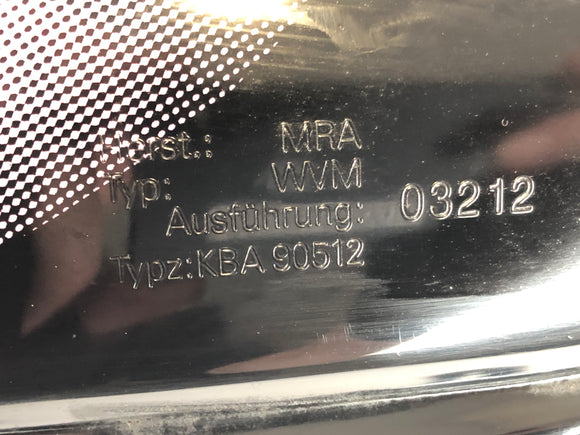 Herst.: MRA
Typ: WVM
Ausführung: 03212
Typz: KBA 90512